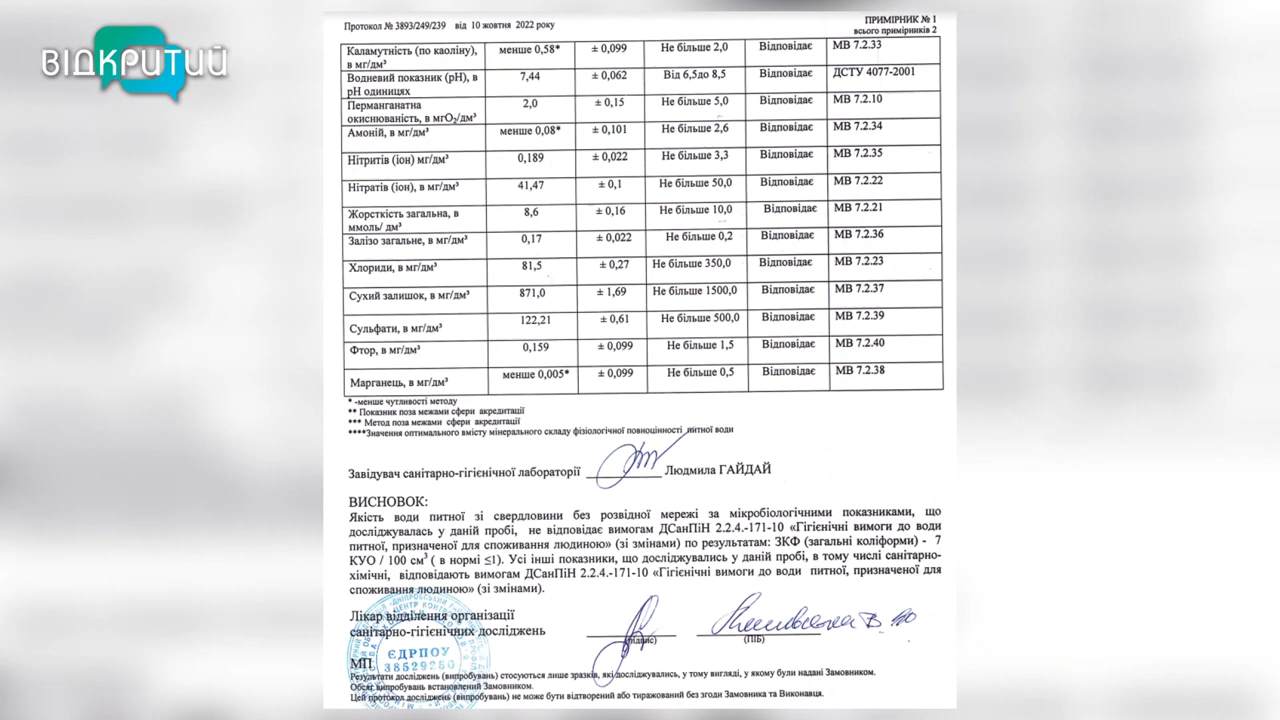 ВІДКРИТИЙ
Протокол № 3893/249/239 від 10 жовтня 2022 року
ПРИМІРНИК № 1
всього примірників 2
Каламутність (по каоліну), в мг/дм³ менше 0,58* ± 0,099 Не більше 2,0 Відповідає МВ 7.2.33
Водневий показник (рН), в рН одиницях 7,44 ± 0,062 Від 6,5до 8,5 Відповідає ДСТУ 4077-2001
Перманганатна окиснюваність, в мгО₂/дм³ 2,0 ± 0,15 Не більше 5,0 Відповідає МВ 7.2.10
Амоній, в мг/дм³ менше 0,08* ± 0,101 Не більше 2,6 Відповідає МВ 7.2.34
Нітритів (іон) мг/дм³ 0,189 ± 0,022 Не більше 3,3 Відповідає МВ 7.2.35
Нітратів (іон), в мг/дм³ 41,47 ± 0,1 Не більше 50,0 Відповідає МВ 7.2.22
Жорсткість загальна, в ммоль/ дм³ 8,6 ± 0,16 Не більше 10,0 Відповідає МВ 7.2.21
Залізо загальне, в мг/дм³ 0,17 ± 0,022 Не більше 0,2 Відповідає МВ 7.2.36
Хлориди, в мг/дм³ 81,5 ± 0,27 Не більше 350,0 Відповідає МВ 7.2.23
Сухий залишок, в мг/дм³ 871,0 ± 1,69 Не більше 1500,0 Відповідає МВ 7.2.37
Сульфати, в мг/дм³ 122,21 ± 0,61 Не більше 500,0 Відповідає МВ 7.2.39
Фтор, в мг/дм³ 0,159 ± 0,099 Не більше 1,5 Відповідає МВ 7.2.40
Марганець, в мг/дм³ менше 0,005* ± 0,099 Не більше 0,5 Відповідає МВ 7.2.38
* -менше чутливості методу
** Показник поза межами сфери акредитації
*** Метод поза межами сфери акредитації
****Значення оптимального вмісту мінерального складу фізіологічної повноцінності питної води
Завідувач санітарно-гігієнічної лабораторії Людмила ГАЙДАЙ
ВИСНОВОК:
Якість води питної зі свердловини без розвідної мережі за мікробіологічними показниками, що
досліджувалась у даній пробі, не відповідає вимогам ДСанПіН 2.2.4.-171-10 «Гігієнічні вимоги до води
питної, призначеної для споживання людиною» (зі змінами) по результатам: ЗКФ (загальні коліформи) - 7
КУО / 100 см³ ( в нормі ≤1). Усі інші показники, що досліджувались у даній пробі, в тому числі санітарно-
хімічні, відповідають вимогам ДСанПіН 2.2.4.-171-10 «Гігієнічні вимоги до води питної, призначеної для
споживання людиною» (зі змінами).
Лікар відділення організації
санітарно-гігієнічних досліджень
(підпис) (ПІБ)
ЄДРПОУ
38529250
МП
Результати досліджень (випробувань) стосуються лише зразків, які досліджувались, у тому вигляді, у якому були надані Замовником.
Обсяг випробувань встановлений Замовником.
Цей протокол досліджень (випробувань) не може бути відтворений або тиражований без згоди Замовника та Виконавця.